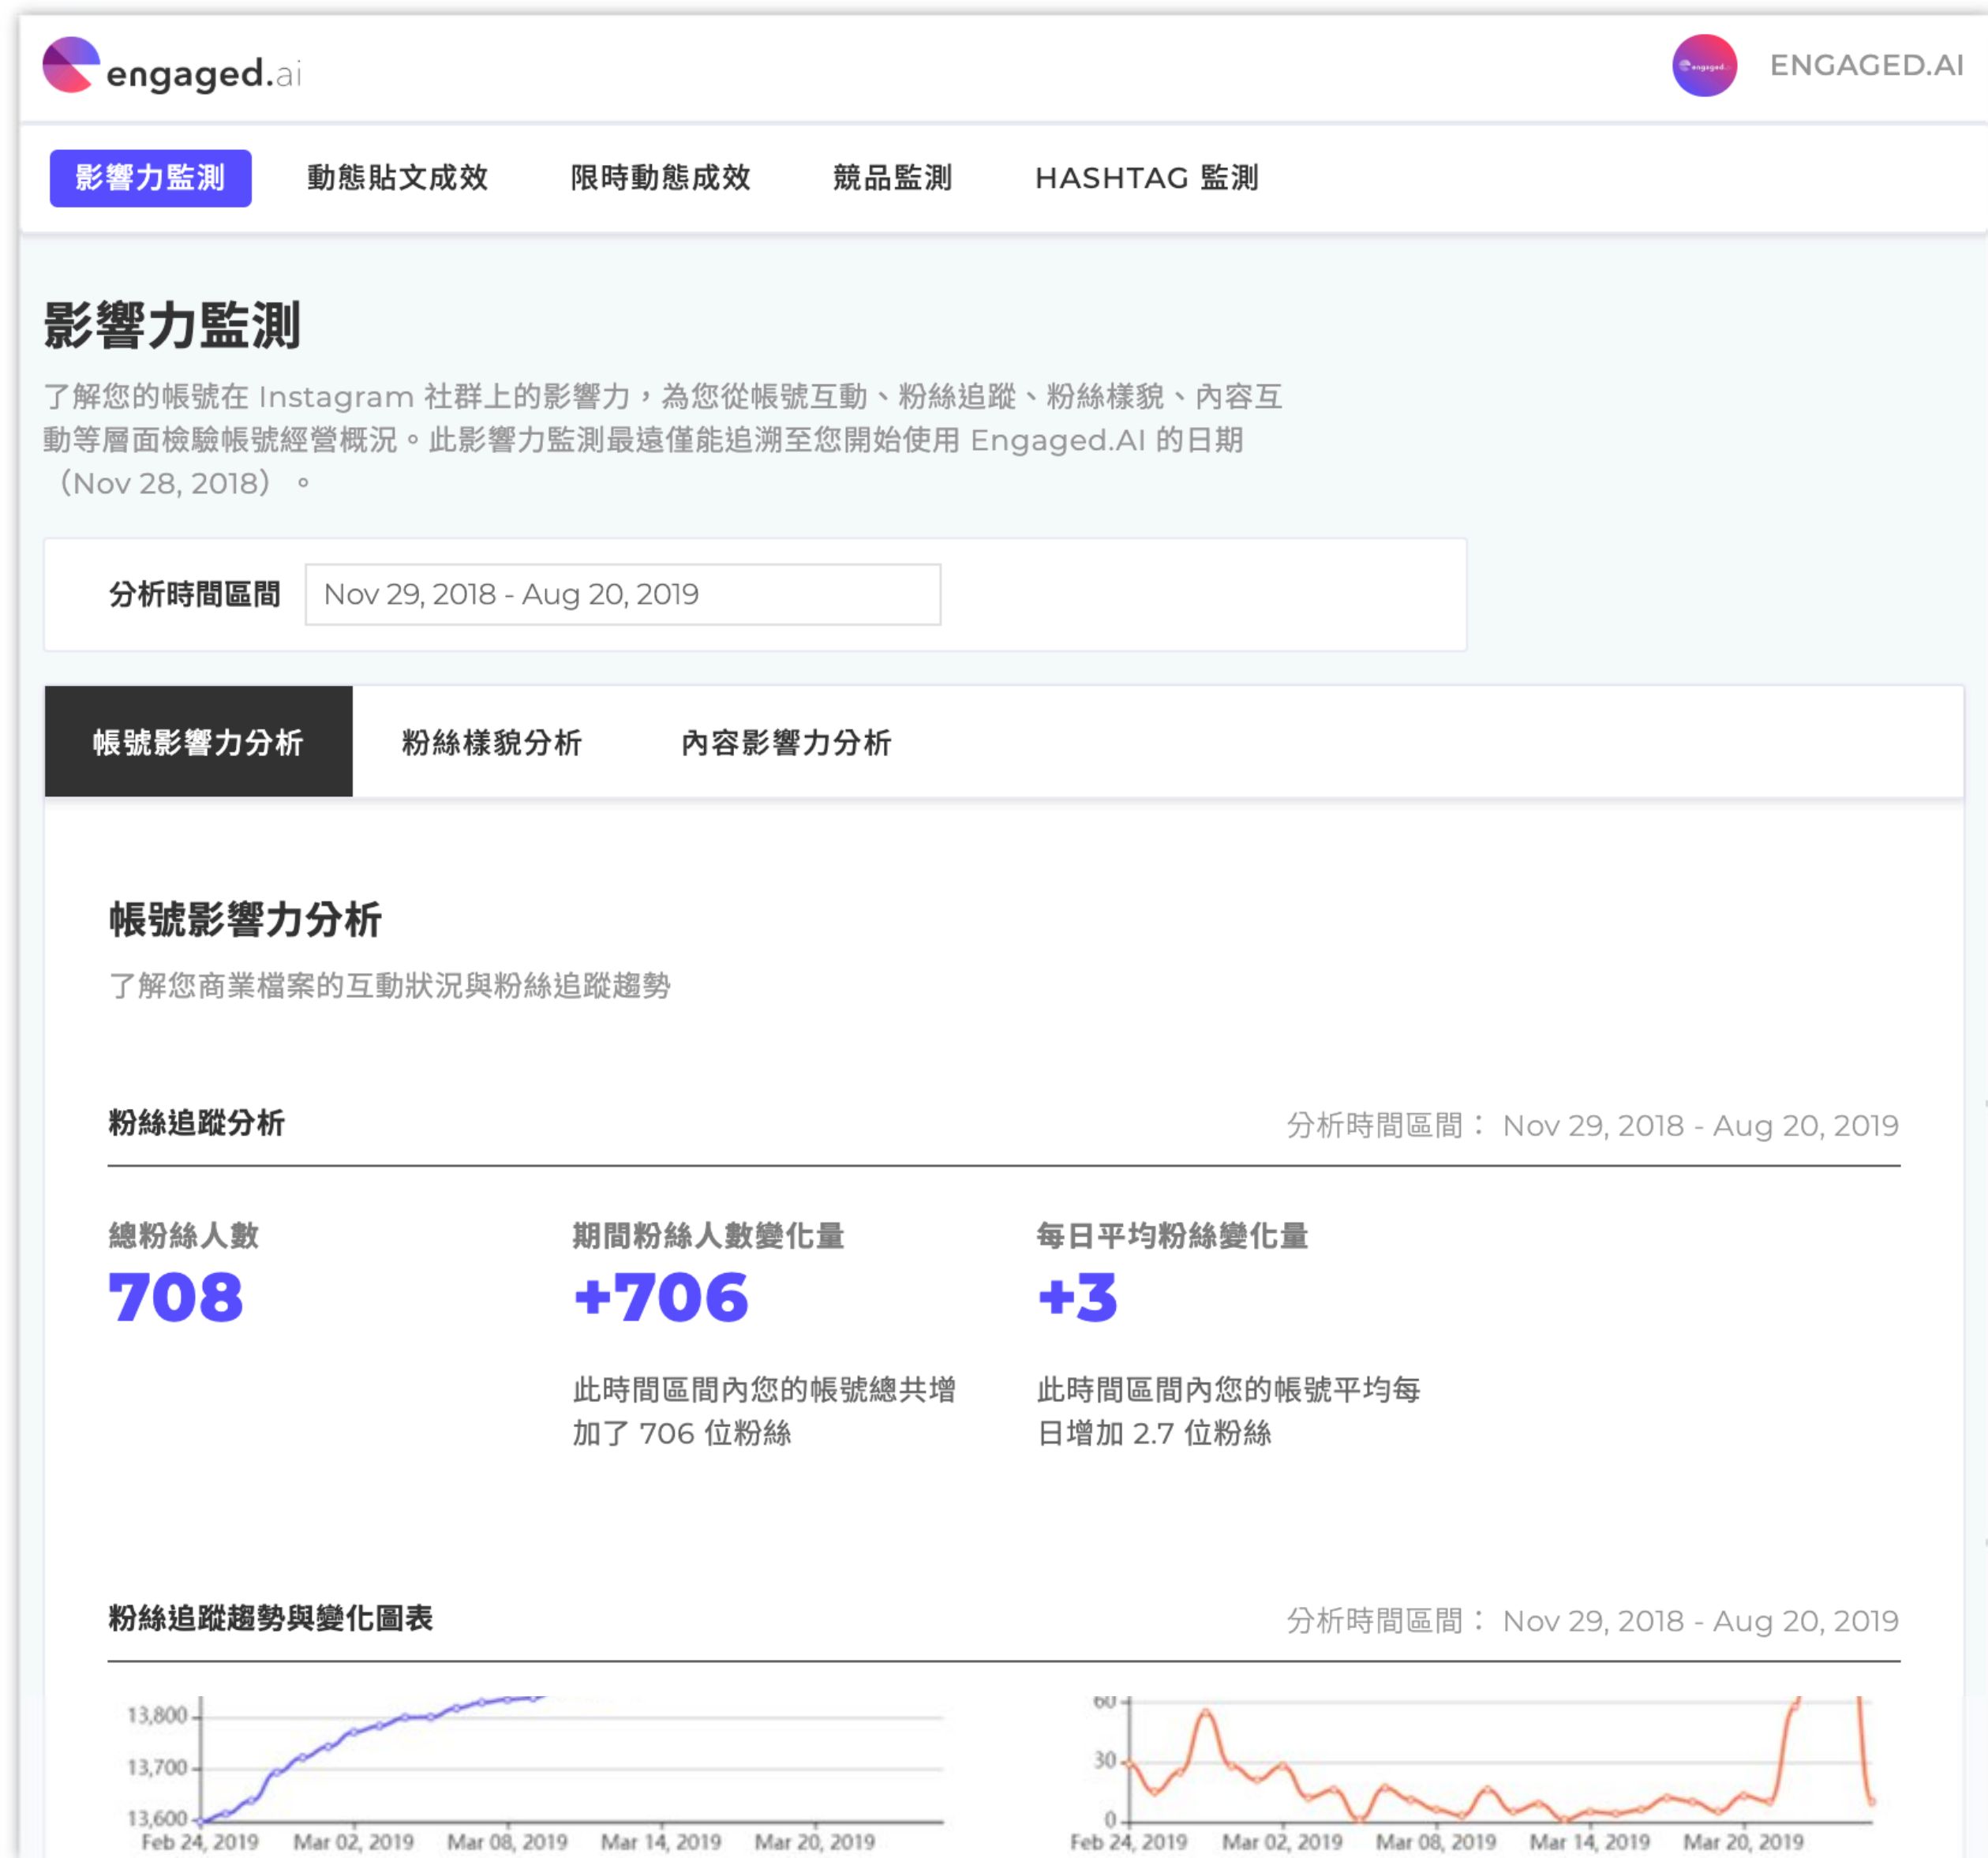 engaged.ai
engaged.
ENGAGED.AI
影響力監測
動態貼文成效
限時動態成效
競品監測
HASHTAG 監測
影響力監測
了解您的帳號在 Instagram 社群上的影響力，為您從帳號互動、粉絲追蹤、粉絲樣貌、內容互
動等層面檢驗帳號經營概況。此影響力監測最遠僅能追溯至您開始使用 Engaged.AI 的日期
（Nov 28, 2018）。
分析時間區間
Nov 29, 2018 - Aug 20, 2019
帳號影響力分析
粉絲樣貌分析
內容影響力分析
帳號影響力分析
了解您商業檔案的互動狀況與粉絲追蹤趨勢
粉絲追蹤分析
分析時間區間： Nov 29, 2018 - Aug 20, 2019
總粉絲人數
708
期間粉絲人數變化量
+706
此時間區間內您的帳號總共增
加了 706 位粉絲
每日平均粉絲變化量
+3
此時間區間內您的帳號平均每
日增加 2.7 位粉絲
粉絲追蹤趨勢與變化圖表
分析時間區間： Nov 29, 2018 - Aug 20, 2019
13,800
13,700
13,600
Feb 24, 2019
Mar 02, 2019
Mar 08, 2019
Mar 14, 2019
Mar 20, 2019
60
30
0
Feb 24, 2019
Mar 02, 2019
Mar 08, 2019
Mar 14, 2019
Mar 20, 2019